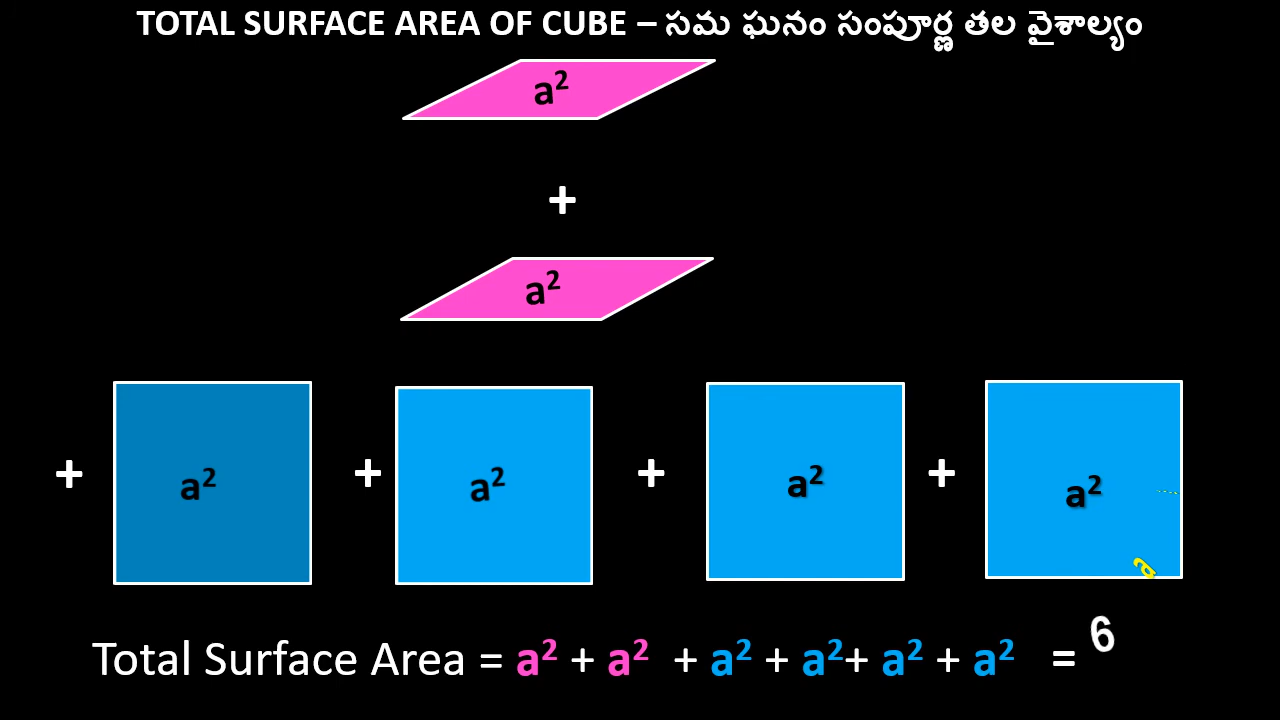 TOTAL SURFACE AREA OF CUBE – సమ ఘనం సంపూర్ణ తల వైశాల్యం
a²
+
a²
+ a² + a² + a² + a²
a
Total Surface Area = a² + a² + a² + a²+ a² + a² = 6